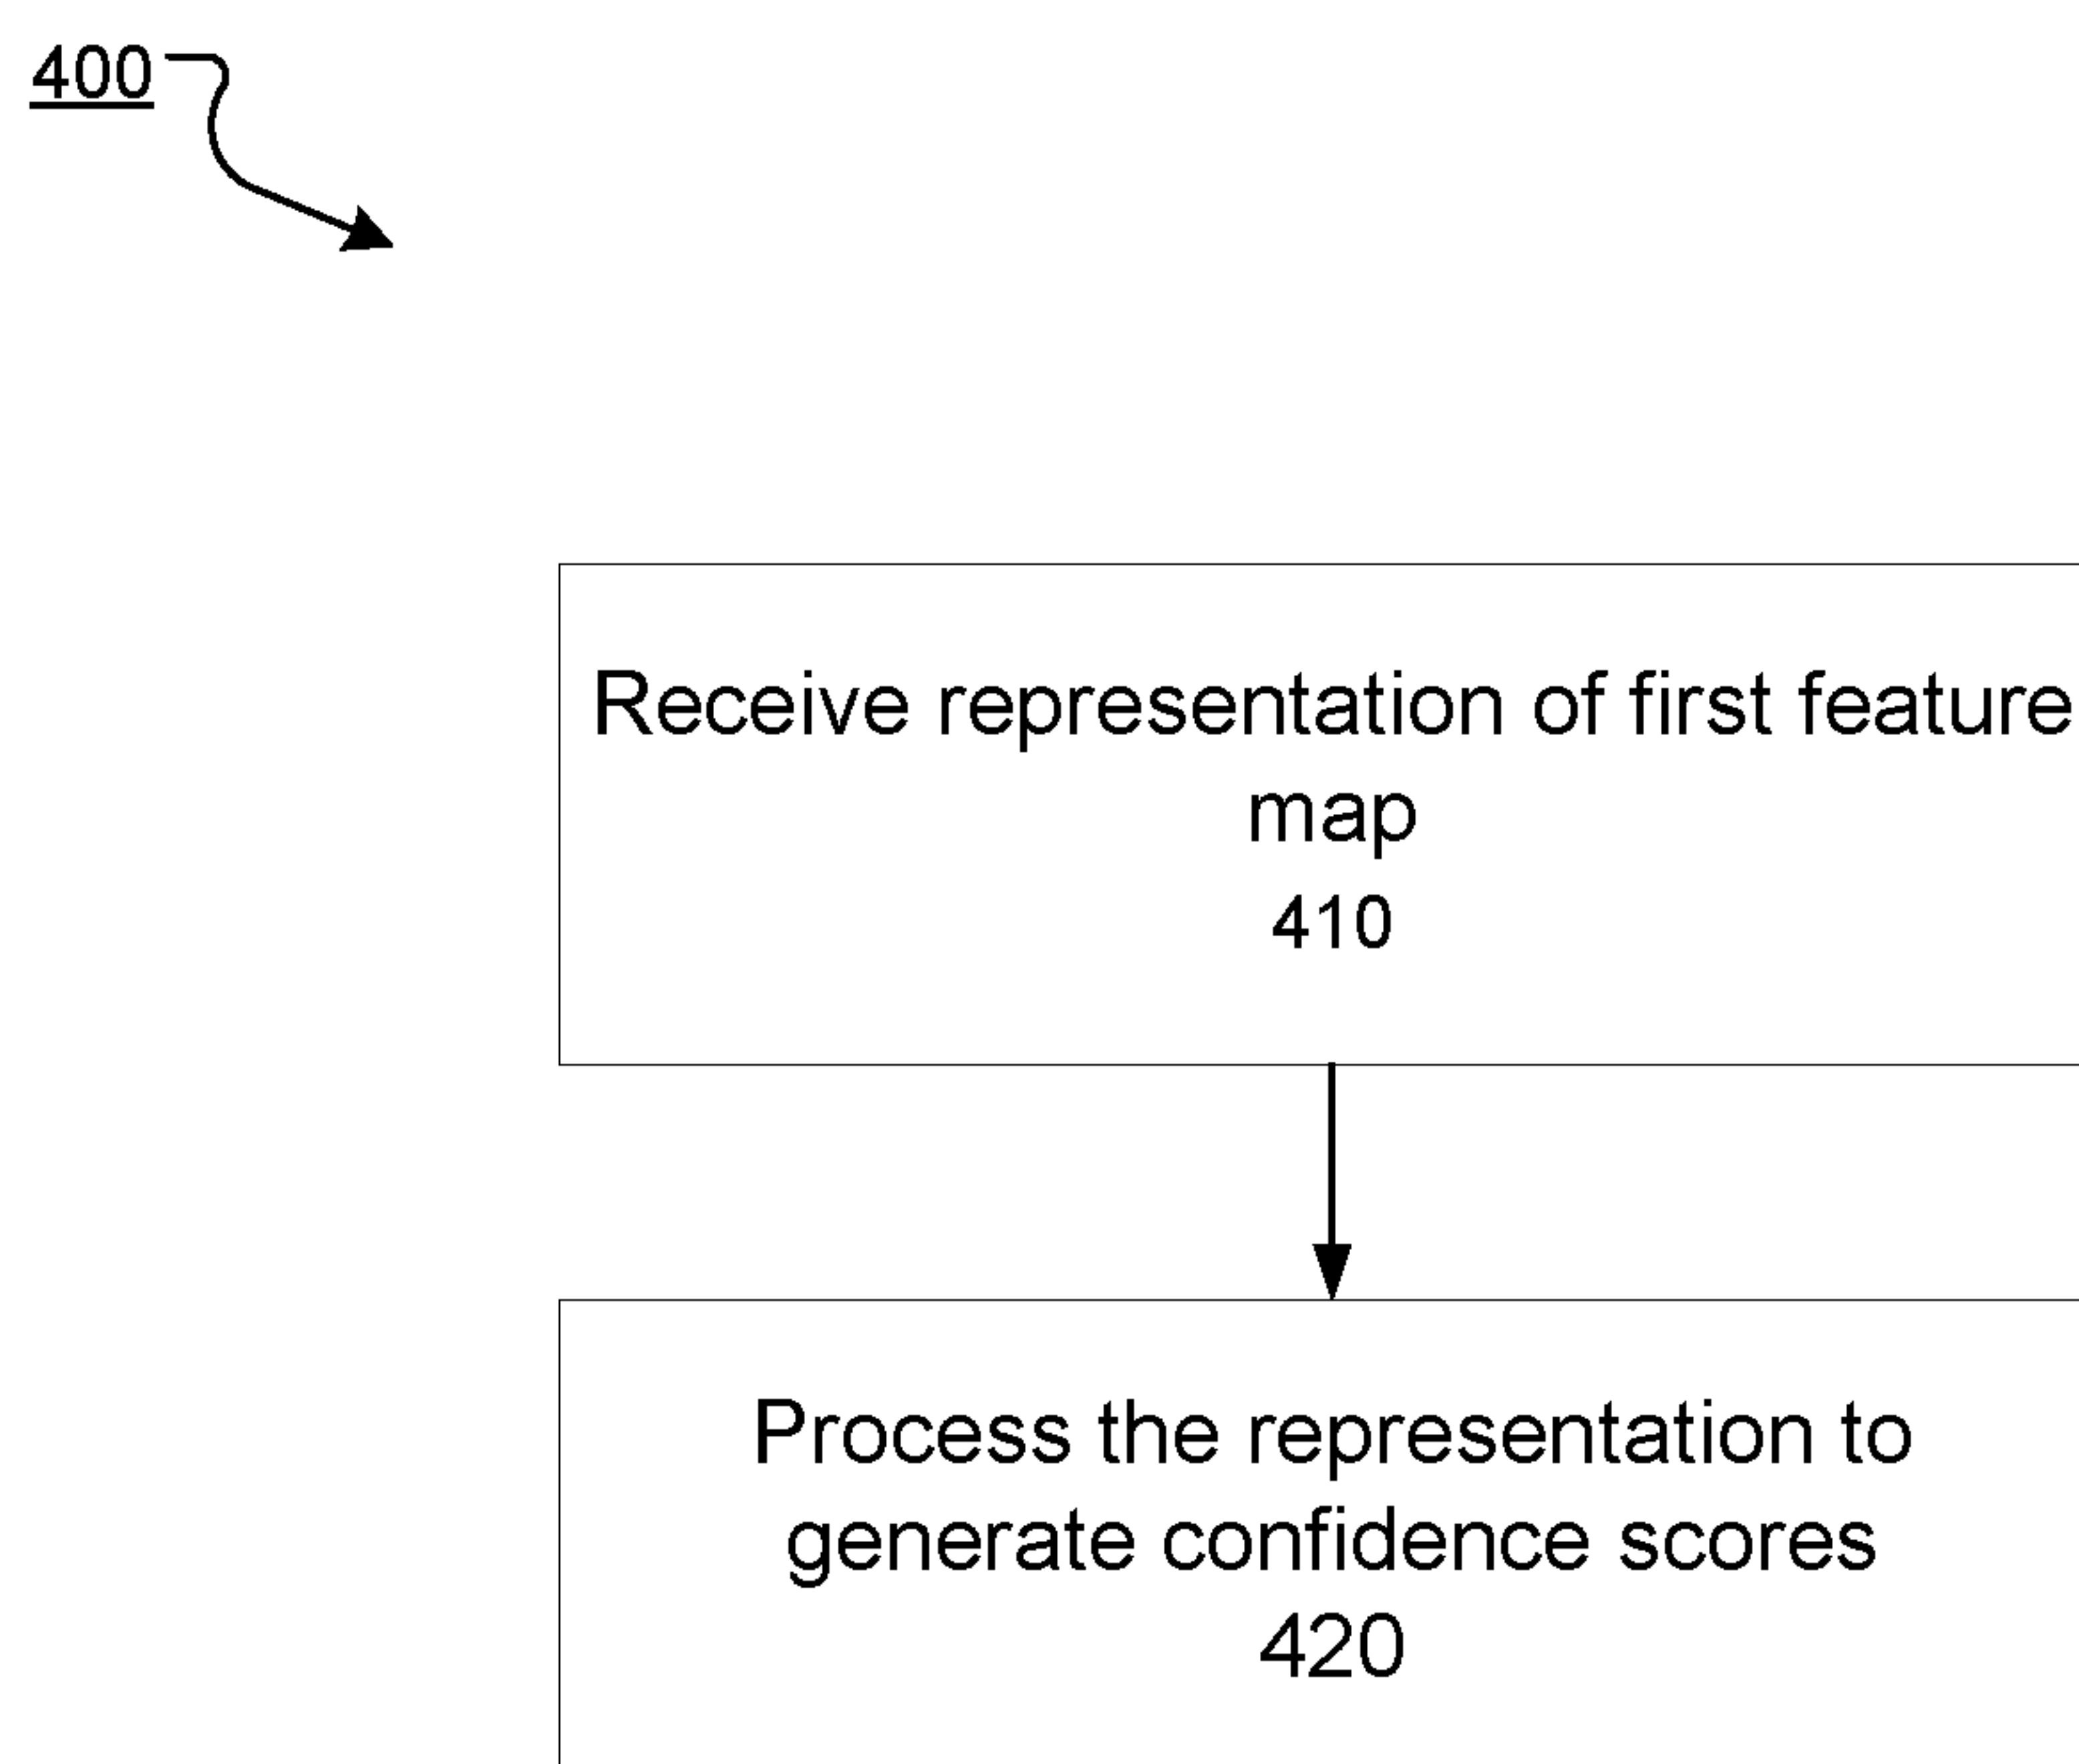 400
Receive representation of first feature
map
410
Process the representation to
generate confidence scores
420